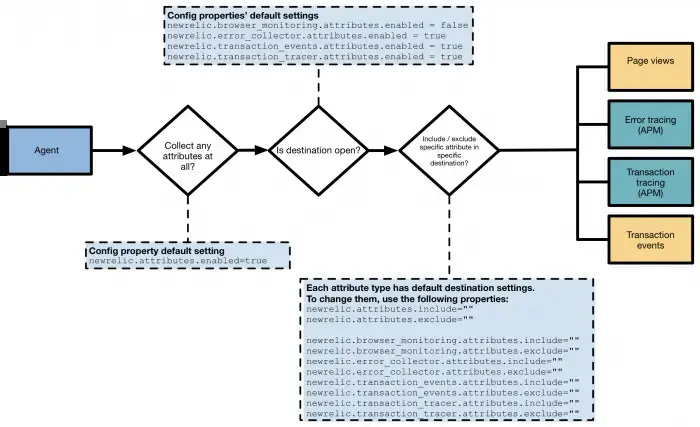 Config properties' default settings
newrelic.browser_monitoring.attributes.enabled = false
newrelic.error_collector.attributes.enabled = true
newrelic.transaction_events.attributes.enabled = true
newrelic.transaction_tracer.attributes.enabled = true
Agent
Collect any
attributes at
all?
Is destination open?
Include / exclude
specific attribute in
specific
destination?
Page views
Error tracing
(APM)
Transaction
tracing
(APM)
Transaction
events
Config property default setting
newrelic.attributes.enabled=true
Each attribute type has default destination settings.
To change them, use the following properties:
newrelic.attributes.include=""
newrelic.attributes.exclude=""
newrelic.browser_monitoring.attributes.include=""
newrelic.browser_monitoring.attributes.exclude=""
newrelic.error_collector.attributes.include=""
newrelic.error_collector.attributes.exclude=""
newrelic.transaction_events.attributes.include=""
newrelic.transaction_events.attributes.exclude=""
newrelic.transaction_tracer.attributes.include=""
newrelic.transaction_tracer.attributes.exclude=""